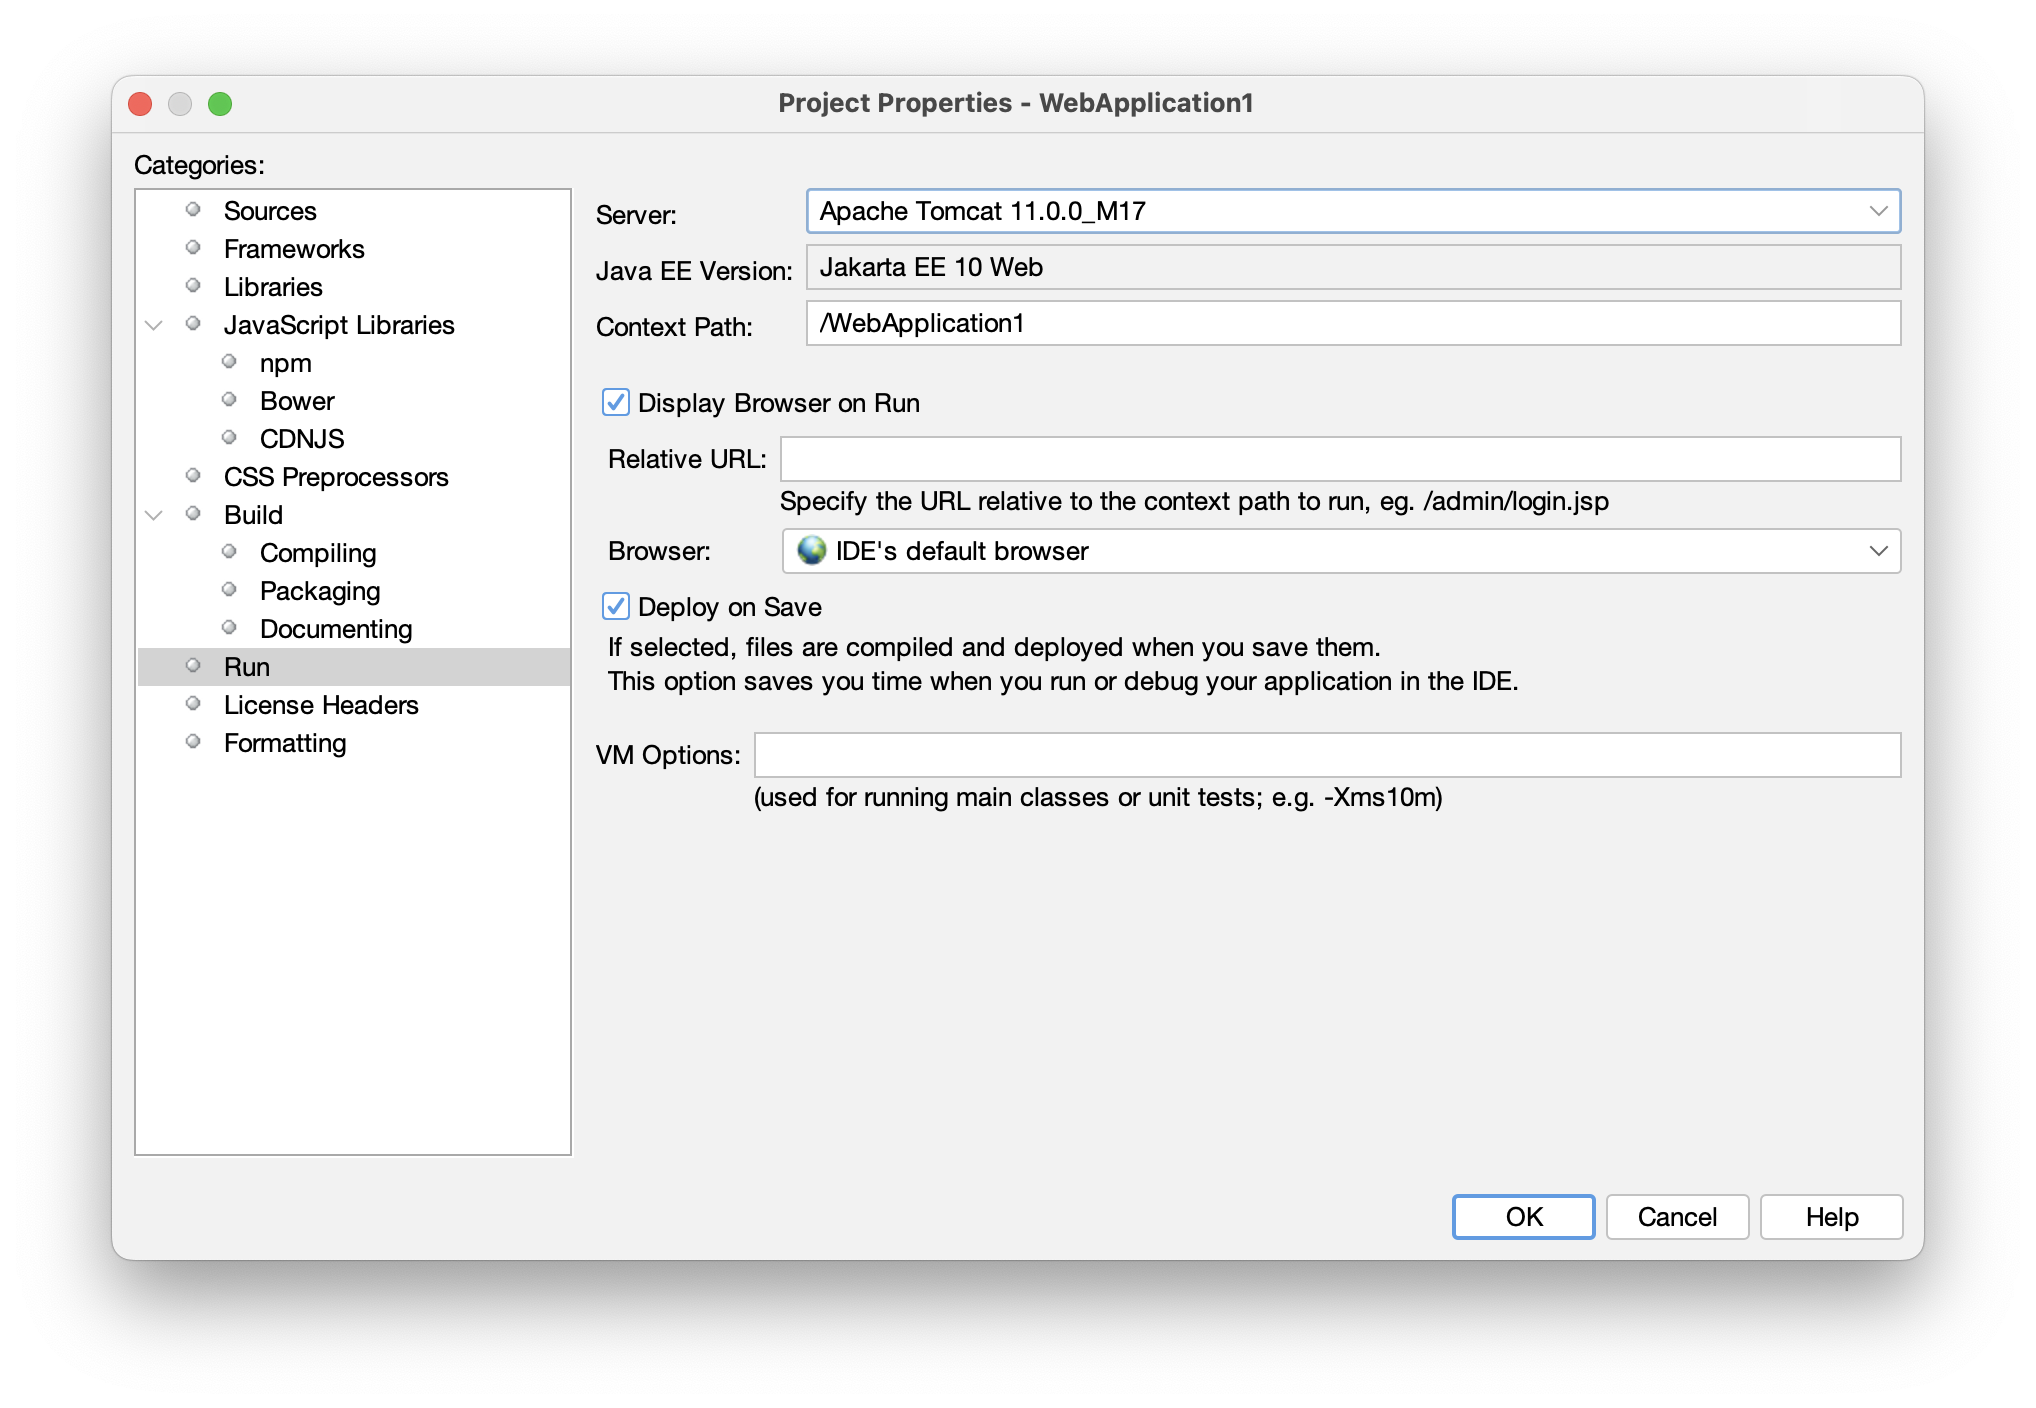 Project Properties - WebApplication1
Categories:
Sources
Frameworks
Libraries
JavaScript Libraries
npm
Bower
CDNJS
CSS Preprocessors
Build
Compiling
Packaging
Documenting
Run
License Headers
Formatting
Server: Apache Tomcat 11.0.0_M17
Java EE Version: Jakarta EE 10 Web
Context Path: /WebApplication1
Display Browser on Run
Relative URL:
Specify the URL relative to the context path to run, eg. /admin/login.jsp
Browser: IDE's default browser
Deploy on Save
If selected, files are compiled and deployed when you save them.
This option saves you time when you run or debug your application in the IDE.
VM Options:
(used for running main classes or unit tests; e.g. -Xms10m)
OK Cancel Help